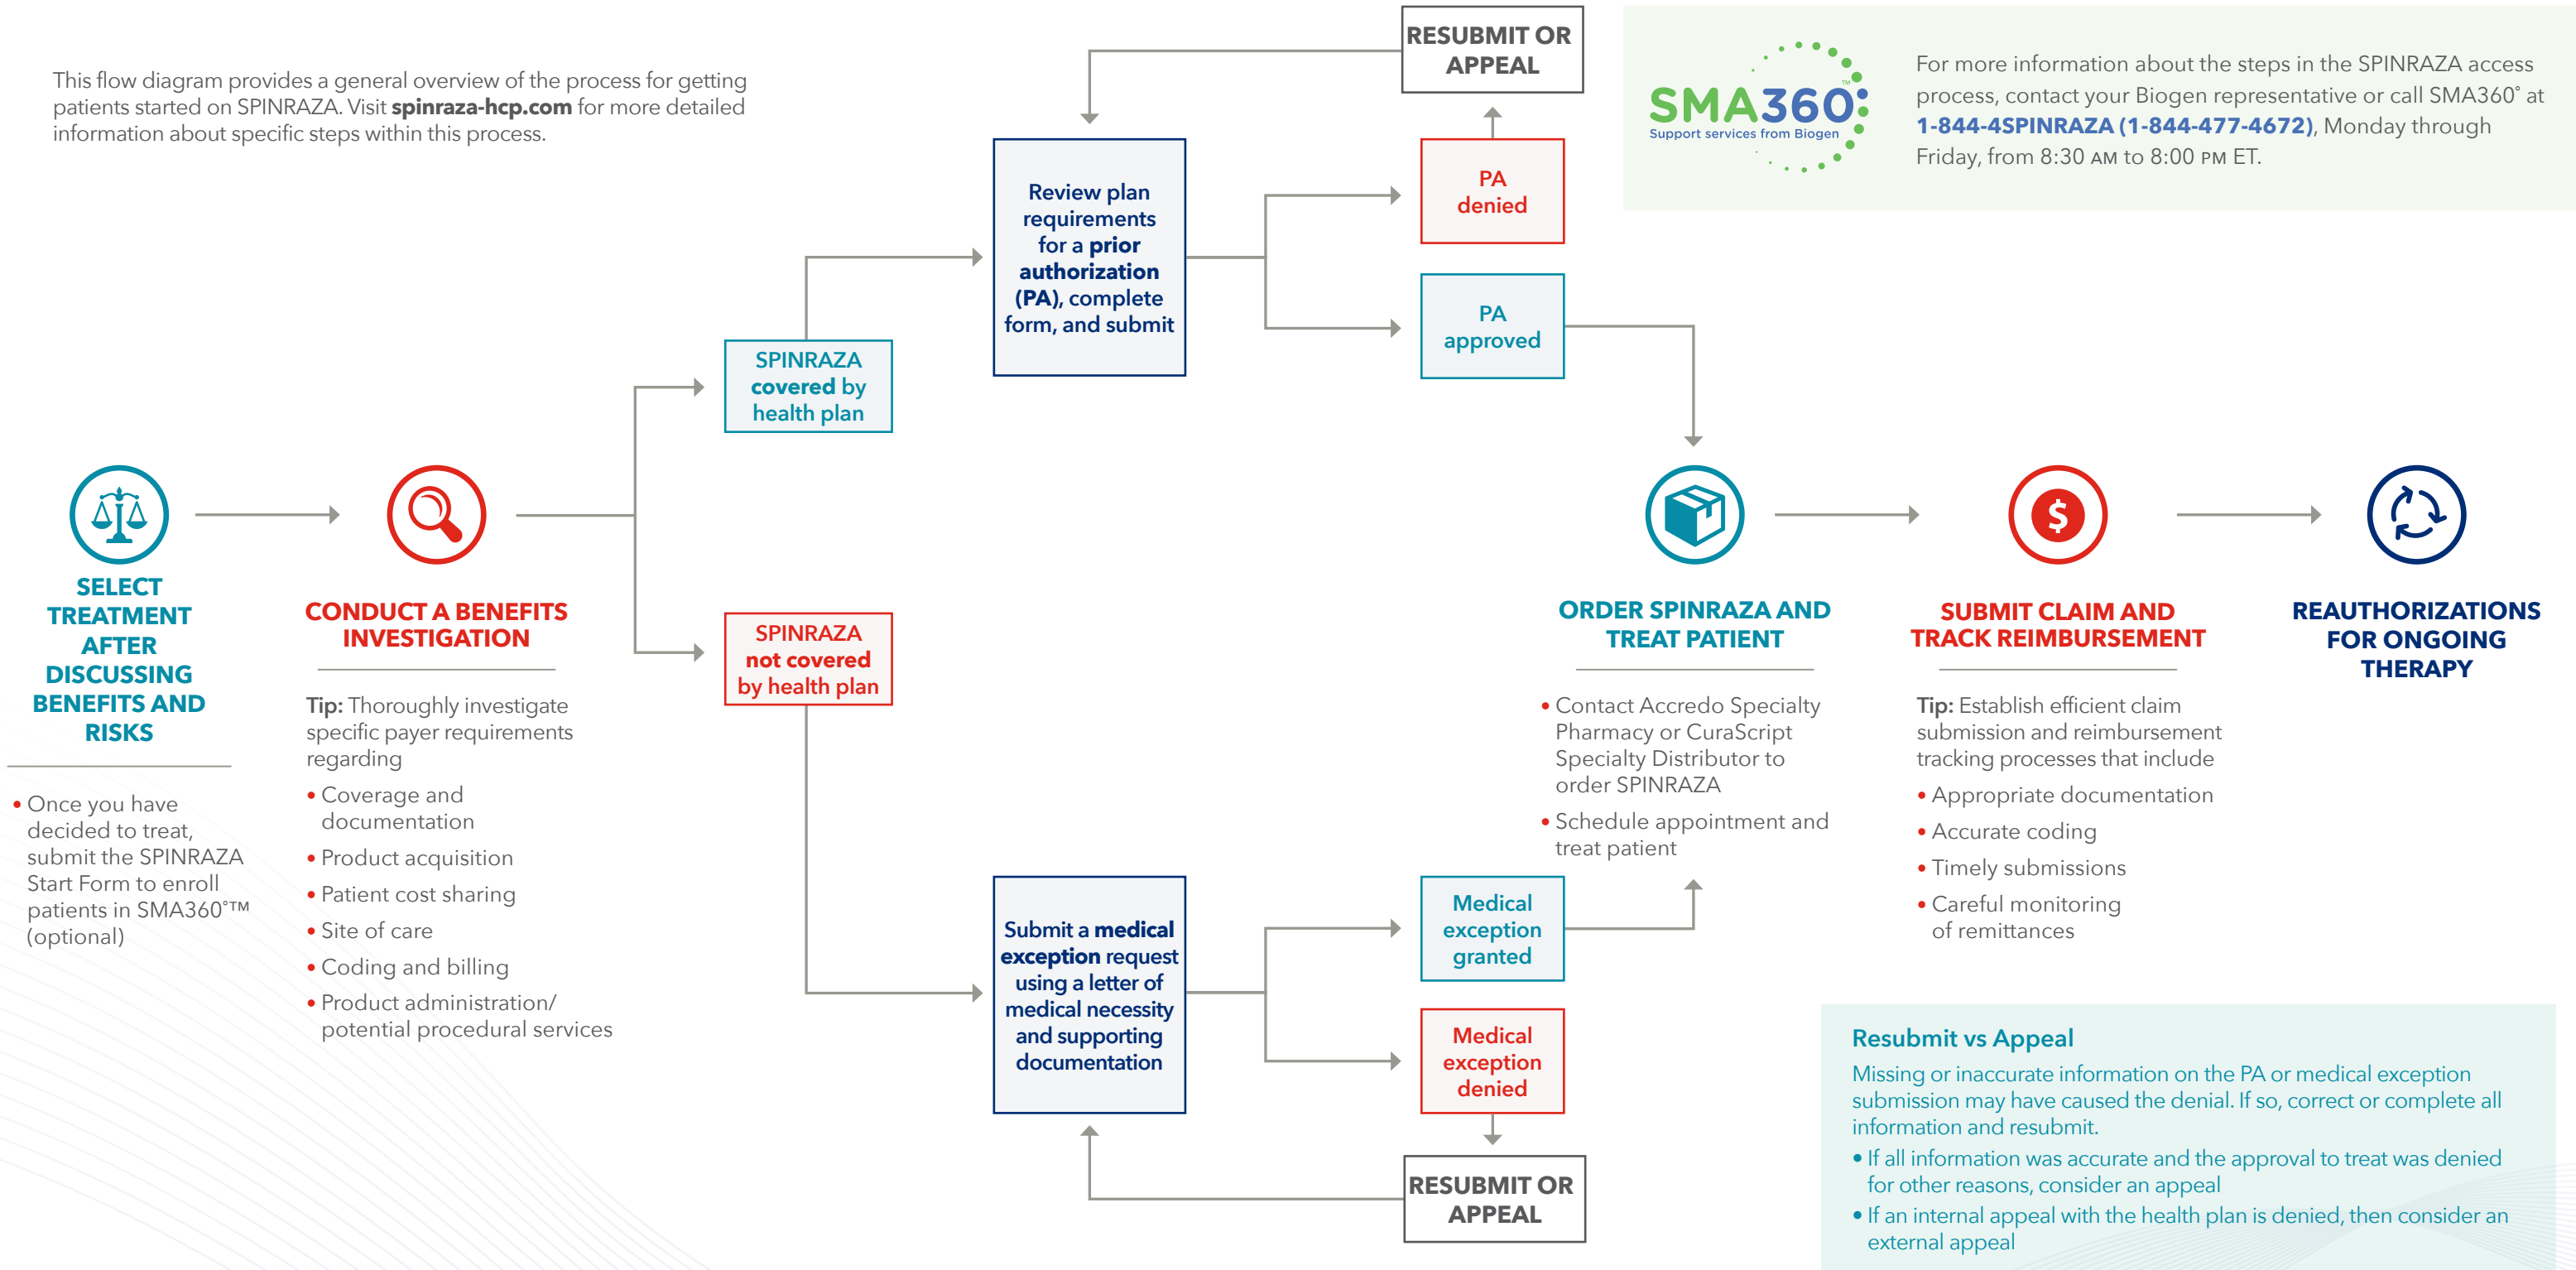 This flow diagram provides a general overview of the process for getting
patients started on SPINRAZA. Visit spinraza-hcp.com for more detailed
information about specific steps within this process.
RESUBMIT OR
APPEAL
SMA360°™
Support services from Biogen
For more information about the steps in the SPINRAZA access
process, contact your Biogen representative or call SMA360° at
1-844-4SPINRAZA (1-844-477-4672), Monday through
Friday, from 8:30 AM to 8:00 PM ET.
Review plan
requirements
for a prior
authorization
(PA), complete
form, and submit
PA
denied
PA
approved
SPINRAZA
covered by
health plan
SELECT
TREATMENT
AFTER
DISCUSSING
BENEFITS AND
RISKS
• Once you have
decided to treat,
submit the SPINRAZA
Start Form to enroll
patients in SMA360°™
(optional)
CONDUCT A BENEFITS
INVESTIGATION
Tip: Thoroughly investigate
specific payer requirements
regarding
• Coverage and
documentation
• Product acquisition
• Patient cost sharing
• Site of care
• Coding and billing
• Product administration/
potential procedural services
SPINRAZA
not covered
by health plan
Submit a medical
exception request
using a letter of
medical necessity
and supporting
documentation
Medical
exception
granted
Medical
exception
denied
RESUBMIT OR
APPEAL
ORDER SPINRAZA AND
TREAT PATIENT
• Contact Accredo Specialty
Pharmacy or CuraScript
Specialty Distributor to
order SPINRAZA
• Schedule appointment and
treat patient
$
SUBMIT CLAIM AND
TRACK REIMBURSEMENT
Tip: Establish efficient claim
submission and reimbursement
tracking processes that include
• Appropriate documentation
• Accurate coding
• Timely submissions
• Careful monitoring
of remittances
REAUTHORIZATIONS
FOR ONGOING
THERAPY
Resubmit vs Appeal
Missing or inaccurate information on the PA or medical exception
submission may have caused the denial. If so, correct or complete all
information and resubmit.
• If all information was accurate and the approval to treat was denied
for other reasons, consider an appeal
• If an internal appeal with the health plan is denied, then consider an
external appeal